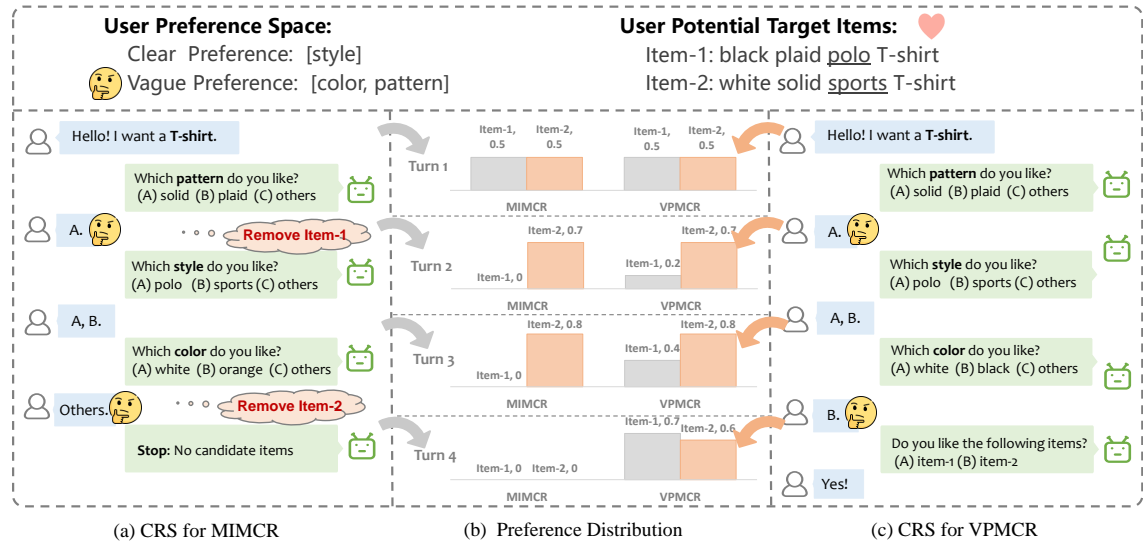 User Preference Space:
Clear Preference: [style]
Vague Preference: [color, pattern]
User Potential Target Items:
Item-1: black plaid polo T-shirt
Item-2: white solid sports T-shirt
Hello! I want a T-shirt.
Which pattern do you like?
(A) solid (B) plaid (C) others
A.
Remove Item-1
Which style do you like?
(A) polo (B) sports (C) others
A, B.
Which color do you like?
(A) white (B) orange (C) others
Others.
Remove Item-2
Stop: No candidate items
(a) CRS for MIMCR
Turn 1
Item-1, 0.5
Item-2, 0.5
MIMCR
Item-1, 0.5
Item-2, 0.5
VPMCR
Turn 2
Item-1, 0
Item-2, 0.7
MIMCR
Item-1, 0.2
Item-2, 0.7
VPMCR
Turn 3
Item-1, 0
Item-2, 0.8
MIMCR
Item-1, 0.4
Item-2, 0.8
VPMCR
Turn 4
Item-1, 0 Item-2, 0
MIMCR
Item-1, 0.7
Item-2, 0.6
VPMCR
(b) Preference Distribution
Hello! I want a T-shirt.
Which pattern do you like?
(A) solid (B) plaid (C) others
A.
Which style do you like?
(A) polo (B) sports (C) others
A, B.
Which color do you like?
(A) white (B) black (C) others
B.
Do you like the following items?
(A) item-1 (B) item-2
Yes!
(c) CRS for VPMCR